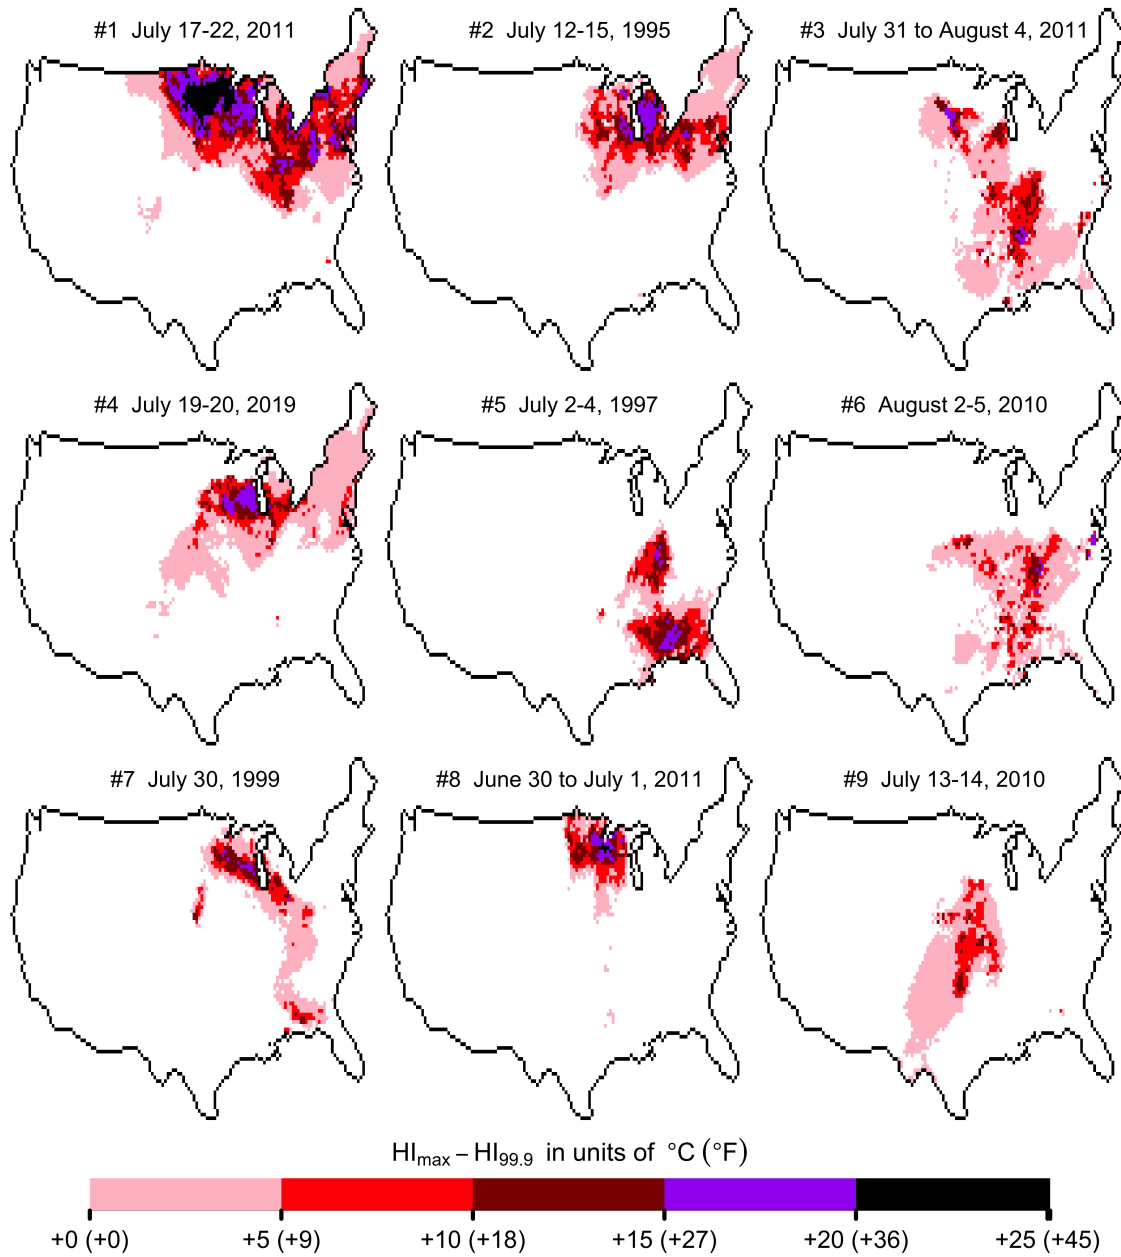 #1 July 17-22, 2011
#2 July 12-15, 1995
#3 July 31 to August 4, 2011
#4 July 19-20, 2019
#5 July 2-4, 1997
#6 August 2-5, 2010
#7 July 30, 1999
#8 June 30 to July 1, 2011
#9 July 13-14, 2010
HImax – HI99.9 in units of °C (°F)
+0 (+0) +5 (+9) +10 (+18) +15 (+27) +20 (+36) +25 (+45)